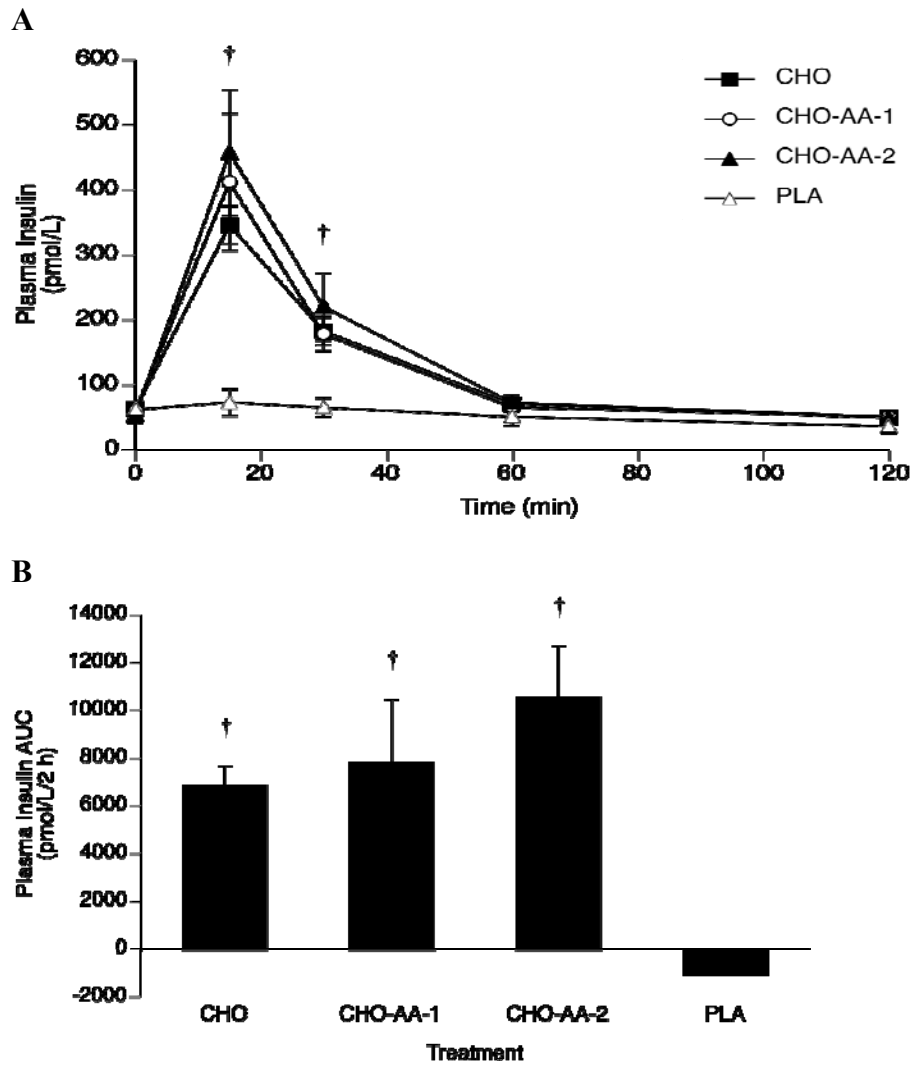 A
†
600
500
400
300
200
100
0
Plasma Insulin
(pmol/L)
†
CHO
CHO-AA-1
CHO-AA-2
PLA
0 20 40 60 80 100 120
Time (min)
B
14000
12000
10000
8000
6000
4000
2000
0
-2000
Plasma Insulin AUC
(pmol/L/2 h)
†
†
†
CHO CHO-AA-1 CHO-AA-2 PLA
Treatment